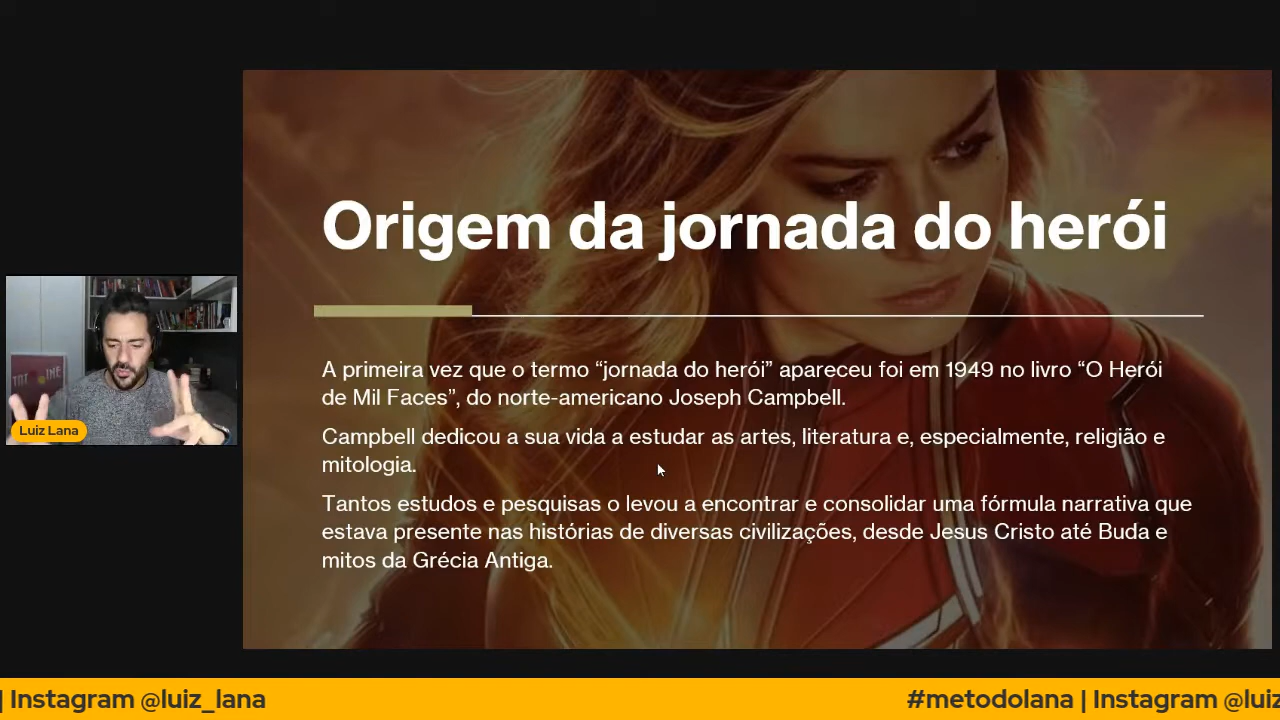 Origem da jornada do herói
A primeira vez que o termo “jornada do herói” apareceu foi em 1949 no livro “O Herói
de Mil Faces”, do norte-americano Joseph Campbell.
Campbell dedicou a sua vida a estudar as artes, literatura e, especialmente, religião e
mitologia.
Tantos estudos e pesquisas o levou a encontrar e consolidar uma fórmula narrativa que
estava presente nas histórias de diversas civilizações, desde Jesus Cristo até Buda e
mitos da Grécia Antiga.
Luiz Lana
| Instagram @luiz_lana
#metodolana | Instagram @luiz